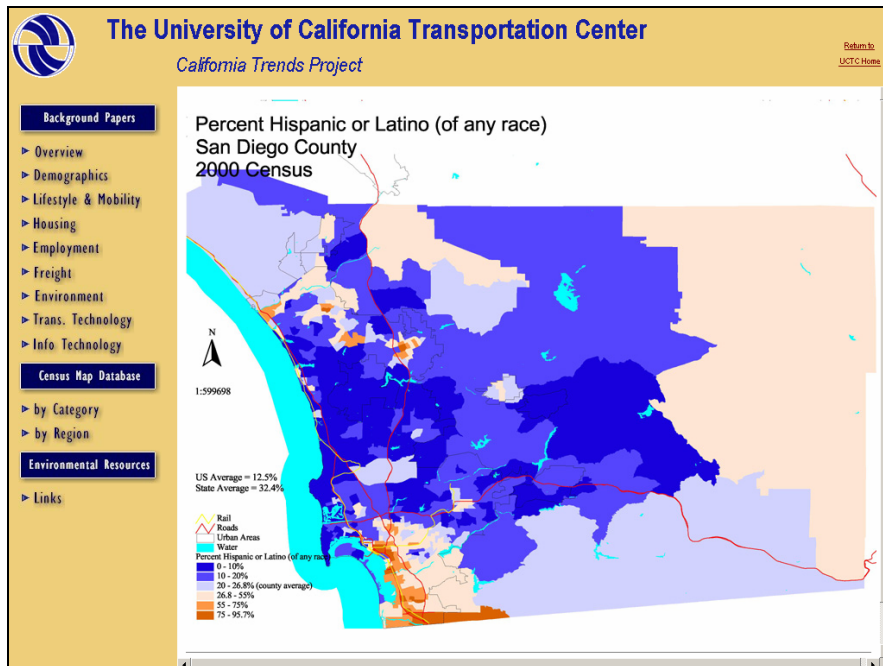 The University of California Transportation Center
California Trends Project
Return to
UCTC Home
Background Papers
Overview
Demographics
Lifestyle & Mobility
Housing
Employment
Freight
Environment
Trans. Technology
Info Technology
Census Map Database
by Category
by Region
Environmental Resources
Links
Percent Hispanic or Latino (of any race)
San Diego County
2000 Census
N
1:599698
US Average = 12.5%
State Average = 32.4%
Rail
Roads
Urban Areas
Water
Percent Hispanic or Latino (of any race)
0 - 10%
10 - 20%
20 - 26.8% (county average)
26.8 - 55%
55 - 75%
75 - 95.7%